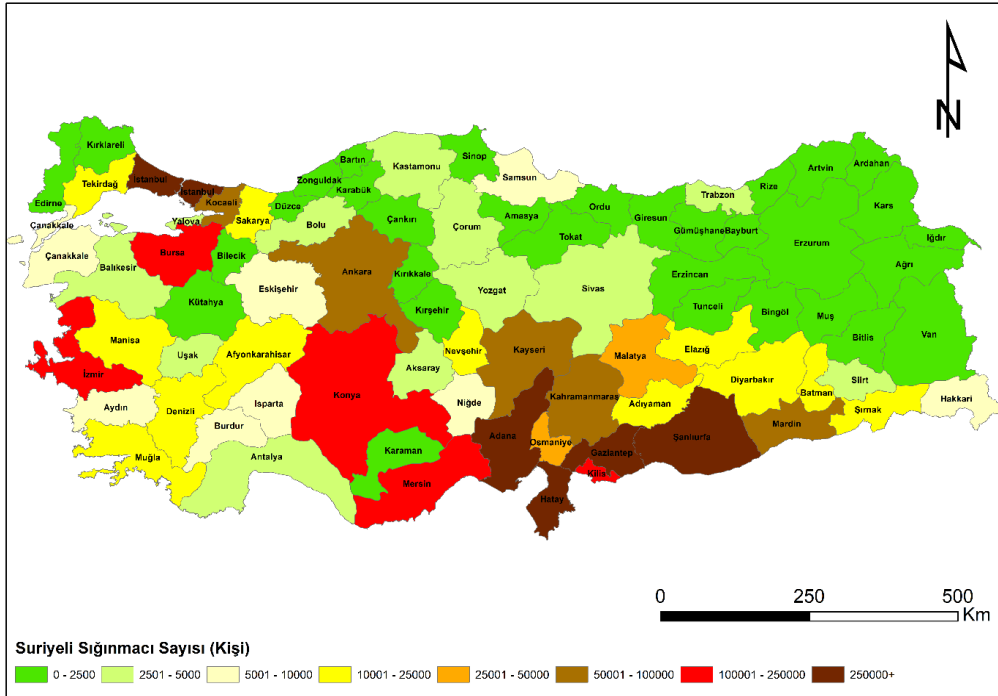 Kırklareli
Edirne
Tekirdağ
İstanbul
İstanbul
Kocaeli
Yalova
Sakarya
Düzce
Zonguldak
Bartın
Karabük
Kastamonu
Sinop
Samsun
Çankırı
Bolu
Çorum
Amasya
Tokat
Ordu
Giresun
Trabzon
Gümüşhane
Bayburt
Rize
Artvin
Ardahan
Kars
Iğdır
Ağrı
Erzurum
Erzincan
Çanakkale
Çanakkale
Balıkesir
Bursa
Bilecik
Kütahya
Eskişehir
Ankara
Kırıkkale
Kırşehir
Yozgat
Sivas
Tunceli
Bingöl
Muş
Bitlis
Van
Manisa
Uşak
Afyonkarahisar
İzmir
Aydın
Denizli
Muğla
Isparta
Burdur
Antalya
Konya
Aksaray
Nevşehir
Niğde
Kayseri
Karaman
Mersin
Adana
Osmaniye
Kahramanmaraş
Malatya
Elazığ
Adıyaman
Diyarbakır
Batman
Siirt
Şırnak
Hakkari
Mardin
Şanlıurfa
Gaziantep
Kilis
Hatay
N
0 250 500
Km
Suriyeli Sığınmacı Sayısı (Kişi)
0 - 2500 2501 - 5000 5001 - 10000 10001 - 25000 25001 - 50000 50001 - 100000 100001 - 250000 250000+